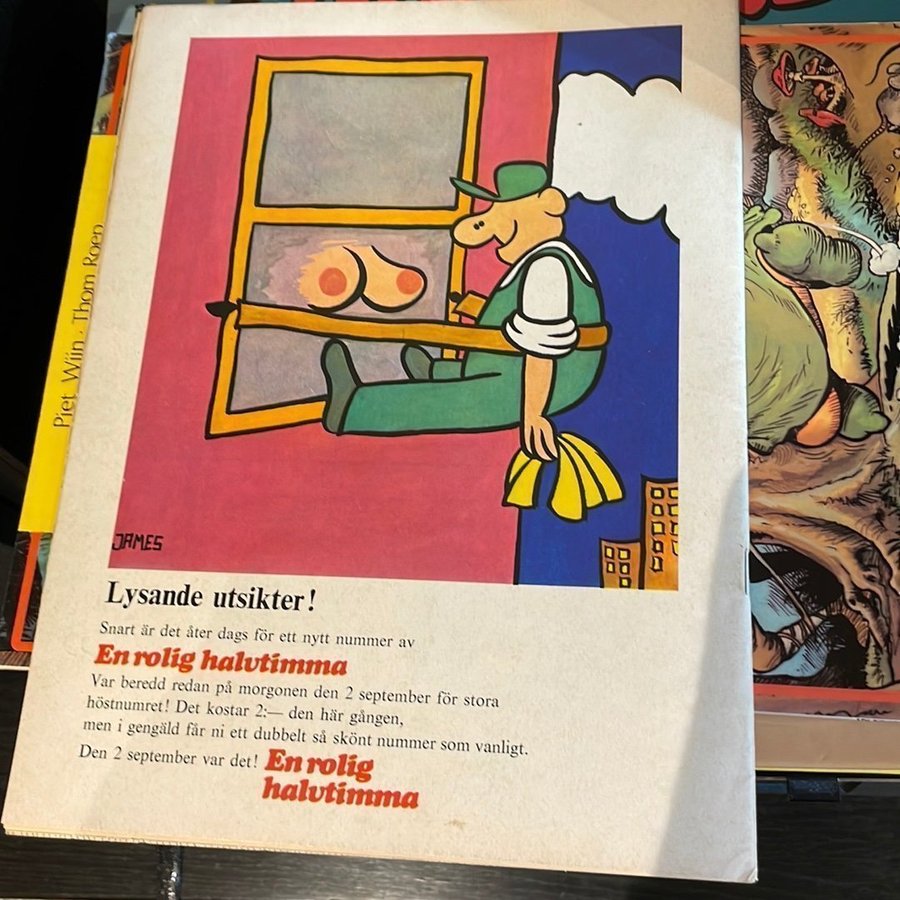 Piet Wijn · Thom Roep
JAMES
Lysande utsikter!
Snart är det åter dags för ett nytt nummer av
En rolig halvtimma
Var beredd redan på morgonen den 2 september för stora
höstnumret! Det kostar 2:— den här gången,
men i gengäld får ni ett dubbelt så skönt nummer som vanligt.
Den 2 september var det! En rolig
halvtimma